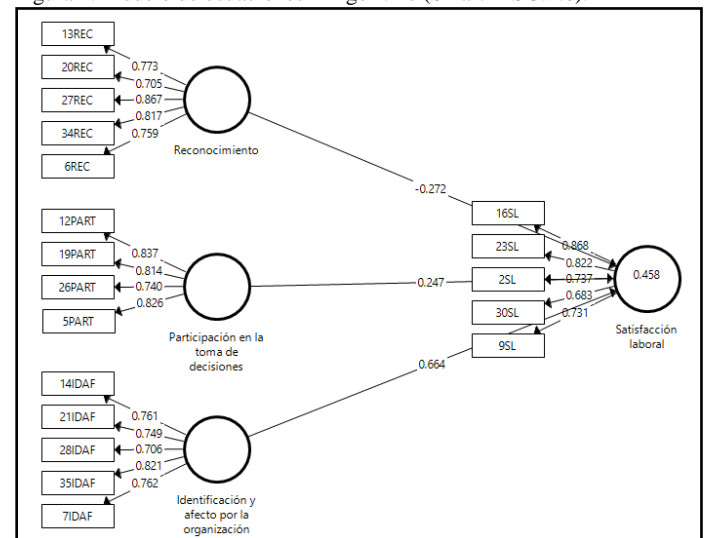 13REC
20REC
27REC
34REC
6REC
0.773
0.705
0.867
0.817
0.759
Reconocimiento
-0.272
12PART
19PART
26PART
5PART
0.837
0.814
0.740
0.826
Participación en la
toma de
decisiones
0.247
14IDAF
21IDAF
28IDAF
35IDAF
7IDAF
0.761
0.749
0.706
0.821
0.762
Identificación y
afecto por la
organización
0.664
16SL
23SL
2SL
30SL
9SL
0.868
0.822
0.737
0.683
0.731
0.458
Satisfacción
laboral